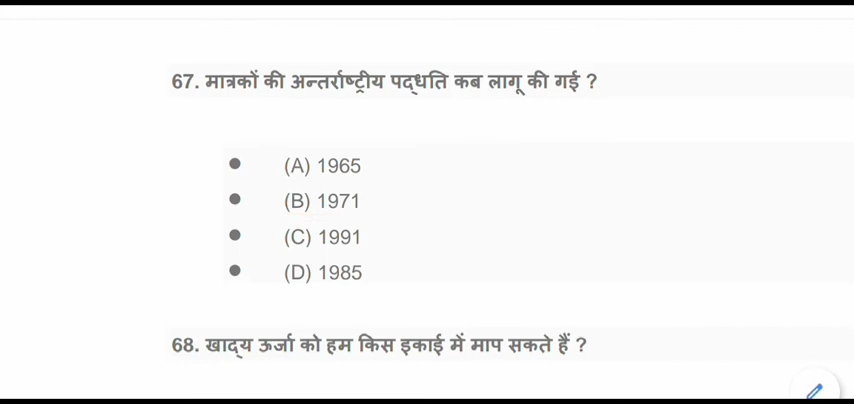 67. मात्रकों की अन्तर्राष्ट्रीय पद्धति कब लागू की गई ?
(A) 1965
(B) 1971
(C) 1991
(D) 1985
68. खाद्य ऊर्जा को हम किस इकाई में माप सकते हैं ?